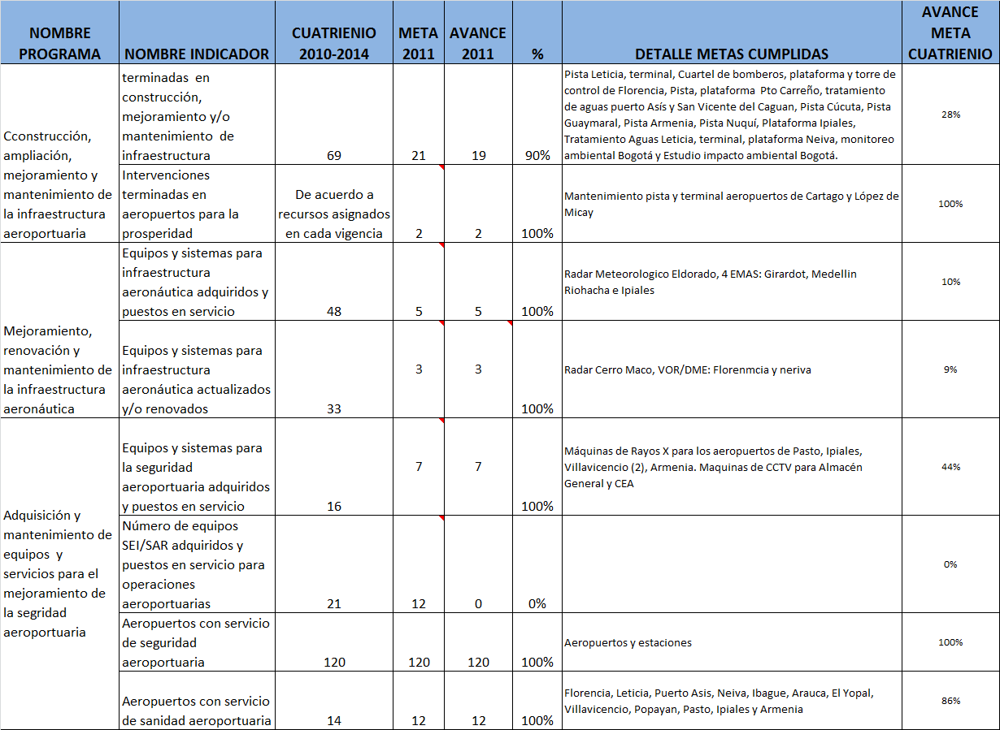 NOMBRE PROGRAMA
NOMBRE INDICADOR
CUATRIENIO 2010-2014
META 2011
AVANCE 2011
%
DETALLE METAS CUMPLIDAS
AVANCE META CUATRIENIO
Cconstrucción,
ampliación,
mejoramiento y
mantenimiento de
la infraestructura
aeroportuaria
terminadas en
construcción,
mejoramiento y/o
mantenimiento de
infraestructura
69
21
19
90%
Pista Leticia, terminal, Cuartel de bomberos, plataforma y torre de
control de Florencia, Pista, plataforma Pto Carreño, tratamiento
de aguas puerto Asís y San Vicente del Caguan, Pista Cúcuta, Pista
Guaymaral, Pista Armenia, Pista Nuquí, Plataforma Ipiales,
Tratamiento Aguas Leticia, terminal, plataforma Neiva, monitoreo
ambiental Bogotá y Estudio impacto ambiental Bogotá.
28%
Intervenciones
terminadas en
aeropuertos para la
prosperidad
De acuerdo a
recursos asignados
en cada vigencia
2
2
100%
Mantenimiento pista y terminal aeropuertos de Cartago y López de
Micay
100%
Mejoramiento,
renovación y
mantenimiento de
la infraestructura
aeronáutica
Equipos y sistemas para
infraestructura
aeronáutica adquiridos y
puestos en servicio
48
5
5
100%
Radar Meteorologico Eldorado, 4 EMAS: Girardot, Medellin
Riohacha e Ipiales
10%
Equipos y sistemas para
infraestructura
aeronáutica actualizados
y/o renovados
33
3
3
100%
Radar Cerro Maco, VOR/DME: Florenmcia y neriva
9%
Adquisición y
mantenimiento de
equipos y
servicios para el
mejoramiento de
la segridad
aeroportuaria
Equipos y sistemas para
la seguridad
aeroportuaria adquiridos
y puestos en servicio
16
7
7
100%
Máquinas de Rayos X para los aeropuertos de Pasto, Ipiales,
Villavicencio (2), Armenia. Maquinas de CCTV para Almacén
General y CEA
44%
Número de equipos
SEI/SAR adquiridos y
puestos en servicio para
operaciones
aeroportuarias
21
12
0
0%
0%
Aeropuertos con servicio
de seguridad
aeroportuaria
120
120
120
100%
Aeropuertos y estaciones
100%
Aeropuertos con servicio
de sanidad aeroportuaria
14
12
12
100%
Florencia, Leticia, Puerto Asis, Neiva, Ibague, Arauca, El Yopal,
Villavicencio, Popayan, Pasto, Ipiales y Armenia
86%